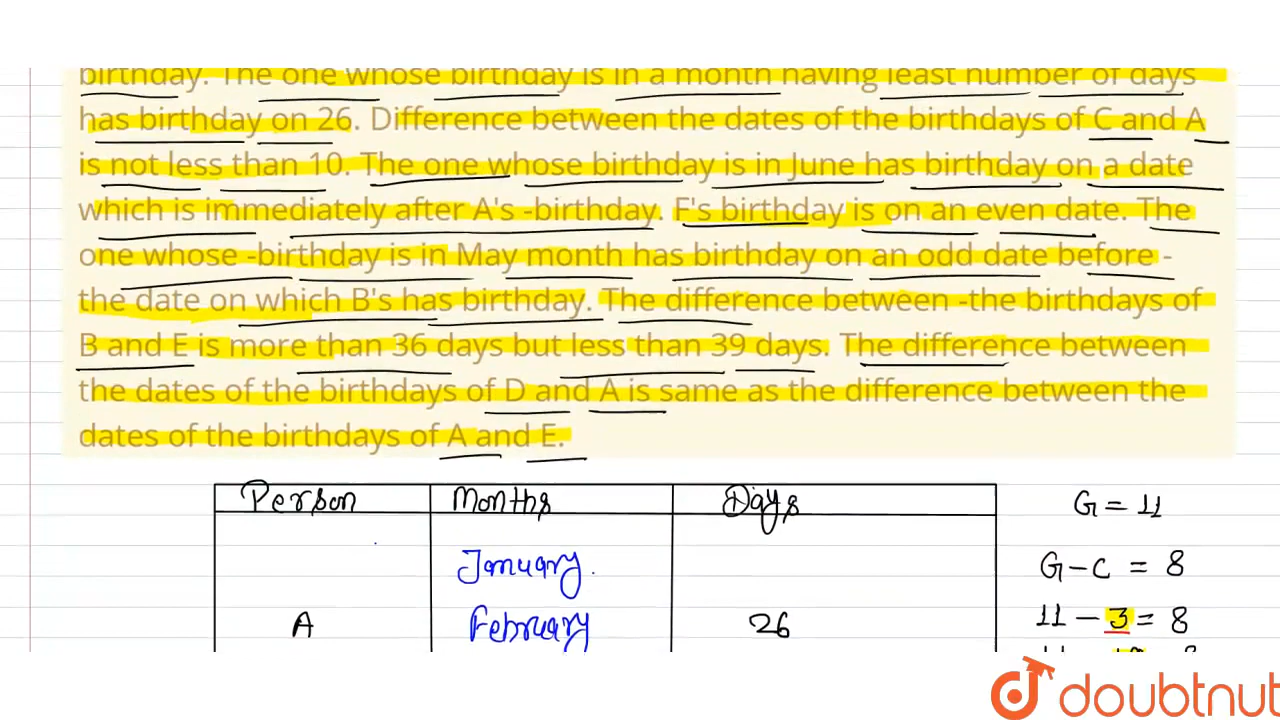 birthday. The one whose birthday is in a month having least number of days
has birthday on 26. Difference between the dates of the birthdays of C and A
is not less than 10. The one whose birthday is in June has birthday on a date
which is immediately after A's -birthday. F's birthday is on an even date. The
one whose -birthday is in May month has birthday on an odd date before -
the date on which B's has birthday. The difference between -the birthdays of
B and E is more than 36 days but less than 39 days. The difference between
the dates of the birthdays of D and A is same as the difference between the
dates of the birthdays of A and E.
Person Months Days G = 11
January. G - C = 8
A February 26 11 - 3 = 8
doubtnut